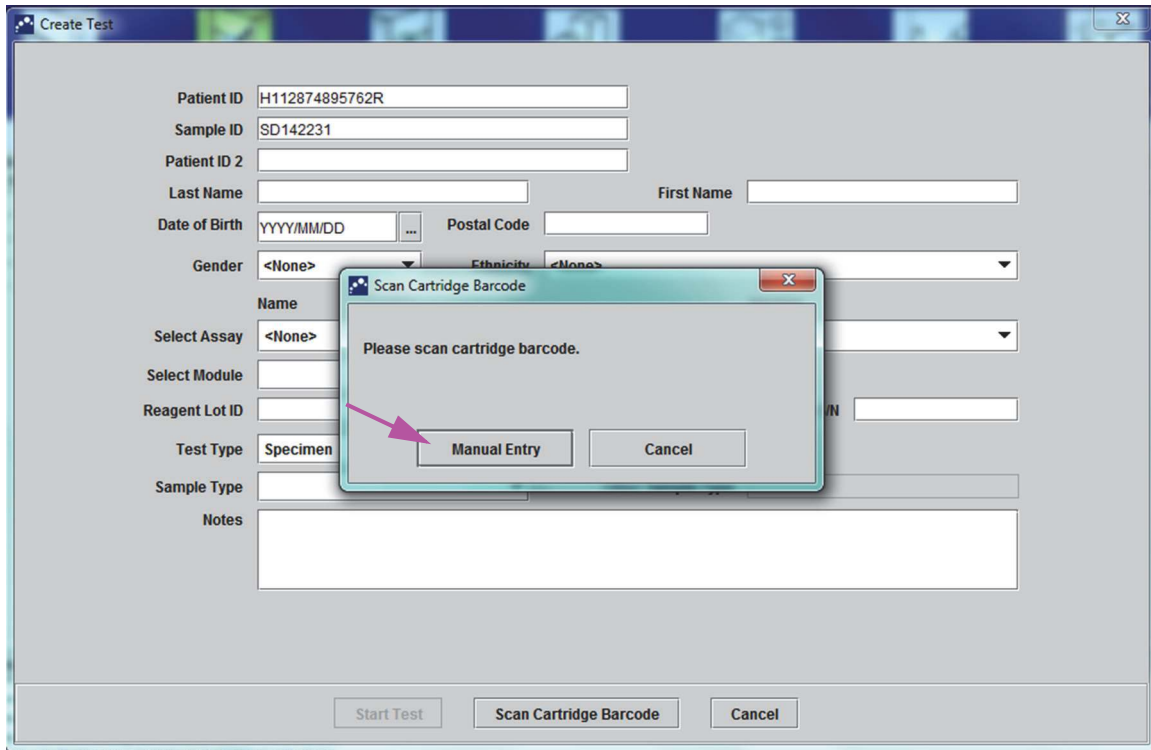 Create Test
Patient ID H112874895762R
Sample ID SD142231
Patient ID 2
Last Name First Name
Date of Birth YYYY/MM/DD ... Postal Code
Gender <None> Ethnicity <None>
Scan Cartridge Barcode
Name
Select Assay <None>
Please scan cartridge barcode.
Select Module
Reagent Lot ID
Manual Entry Cancel
Test Type Specimen
Sample Type
Notes
Start Test Scan Cartridge Barcode Cancel